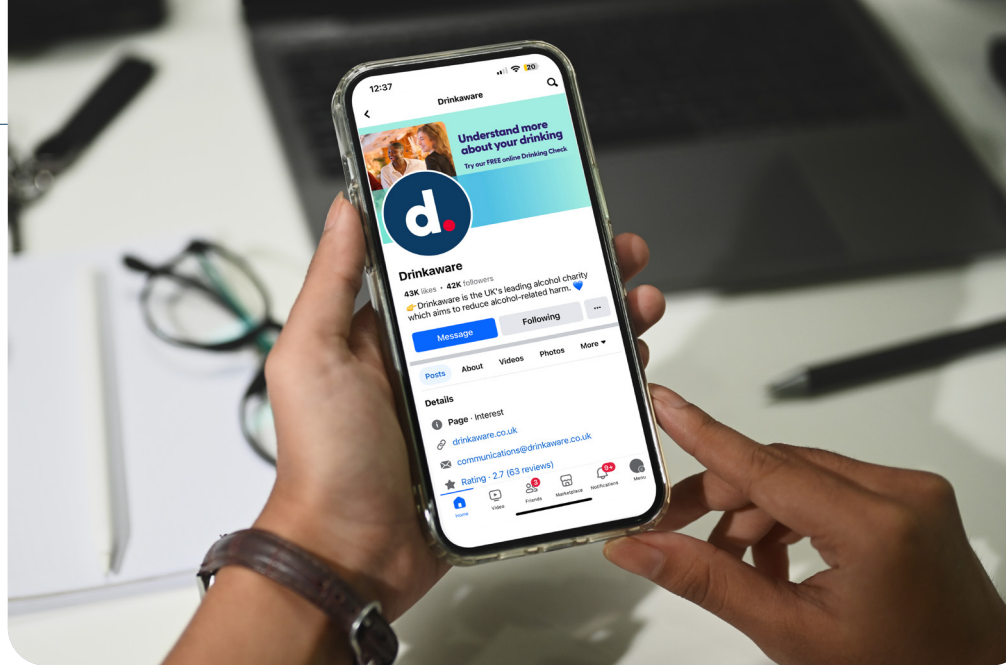 12:37
20
Drinkaware
Understand more
about your drinking
Try our FREE online Drinking Check
d.
Drinkaware
43K likes • 42K followers
👉Drinkaware is the UK's leading alcohol charity
which aims to reduce alcohol-related harm. 💙
Message
Following
...
Posts
About
Videos
Photos
More ▾
Details
Page · Interest
drinkaware.co.uk
communications@drinkaware.co.uk
Rating · 2.7 (63 reviews)
3
9+
Home
Video
Friends
Marketplace
Notifications
Menu